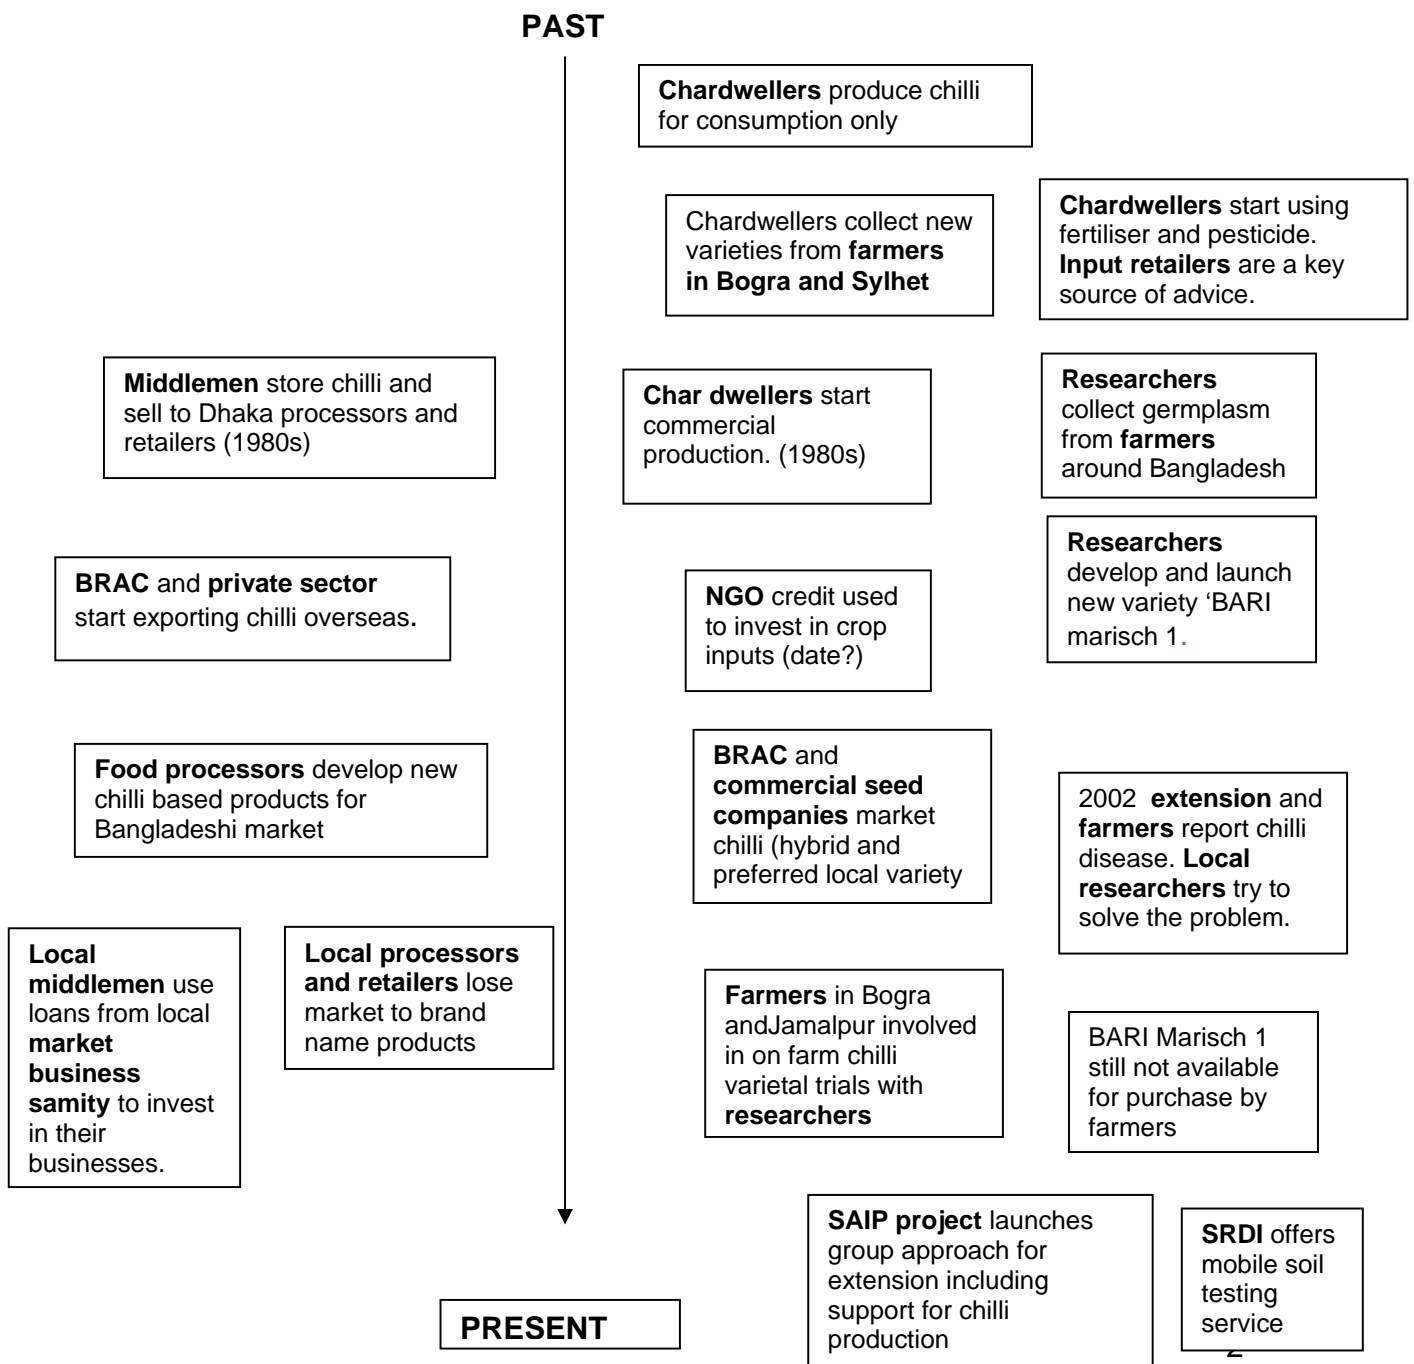 PAST
Chardwellers produce chilli
for consumption only
Chardwellers collect new
varieties from farmers
in Bogra and Sylhet
Chardwellers start using
fertiliser and pesticide.
Input retailers are a key
source of advice.
Middlemen store chilli and
sell to Dhaka processors and
retailers (1980s)
Char dwellers start
commercial
production. (1980s)
Researchers
collect germplasm
from farmers
around Bangladesh
BRAC and private sector
start exporting chilli overseas.
NGO credit used
to invest in crop
inputs (date?)
Researchers
develop and launch
new variety ‘BARI
marisch 1.
Food processors develop new
chilli based products for
Bangladeshi market
BRAC and
commercial seed
companies market
chilli (hybrid and
preferred local variety
2002 extension and
farmers report chilli
disease. Local
researchers try to
solve the problem.
Local
middlemen use
loans from local
market
business
samity to invest
in their
businesses.
Local processors
and retailers lose
market to brand
name products
Farmers in Bogra
andJamalpur involved
in on farm chilli
varietal trials with
researchers
BARI Marisch 1
still not available
for purchase by
farmers
SAIP project launches
group approach for
extension including
support for chilli
production
SRDI offers
mobile soil
testing
service
PRESENT